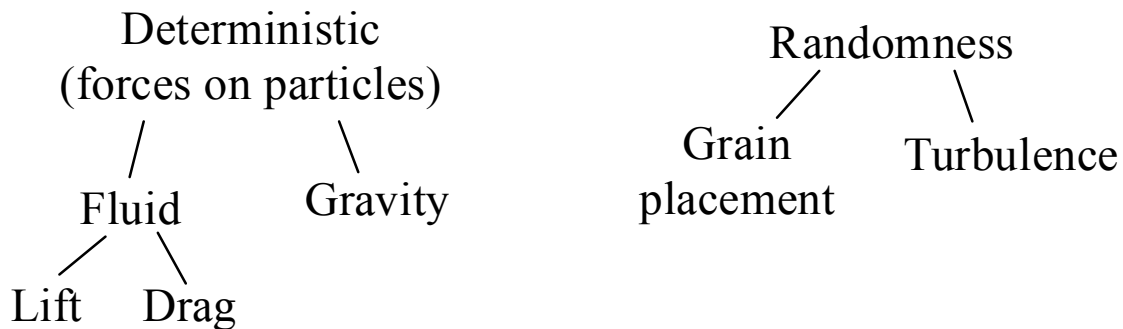 Deterministic
(forces on particles)
Fluid
Gravity
Lift
Drag
Randomness
Grain
placement
Turbulence